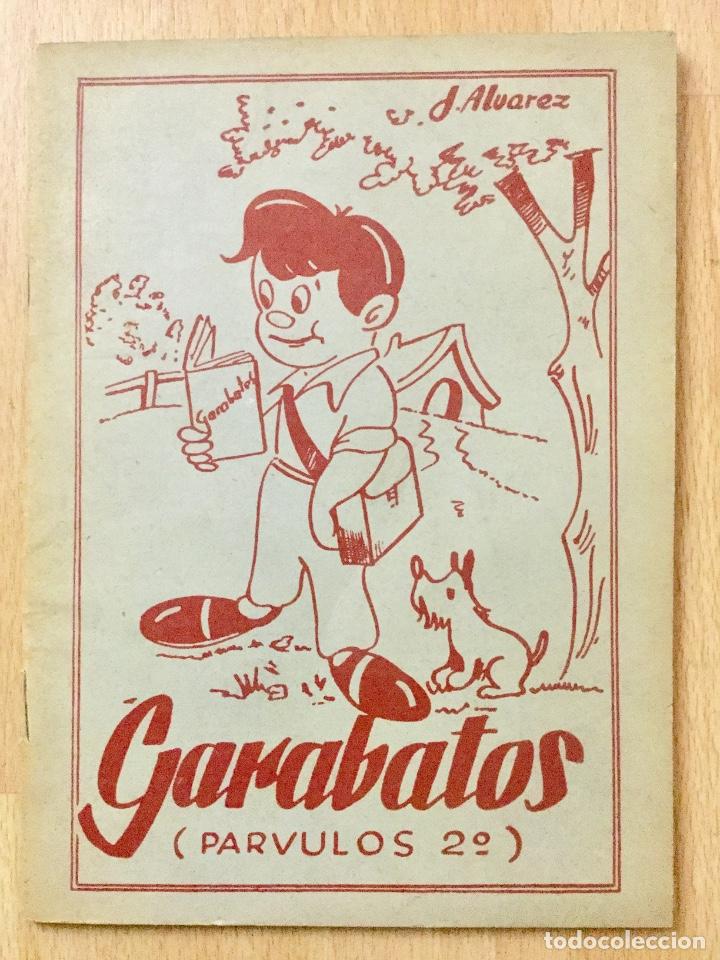 J. Alvarez
Garabatos
Garabatos
(PARVULOS 2º)
todocoleccion